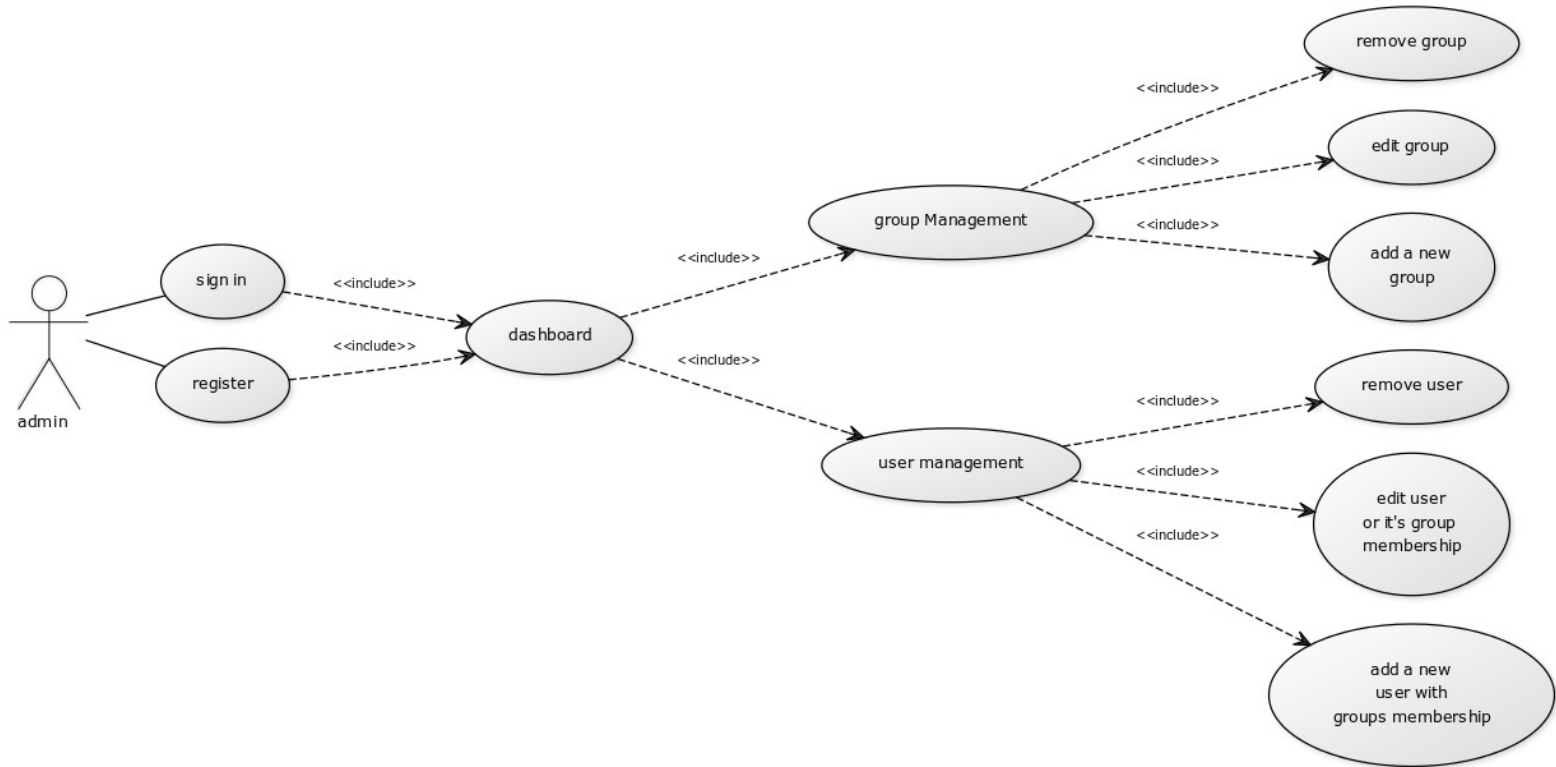 remove group
<<include>>
edit group
<<include>>
group Management
<<include>>
add a new
group
<<include>>
sign in
<<include>>
dashboard
<<include>>
register
admin
<<include>>
remove user
<<include>>
user management
<<include>>
edit user
or it's group
membership
<<include>>
add a new
user with
groups membership